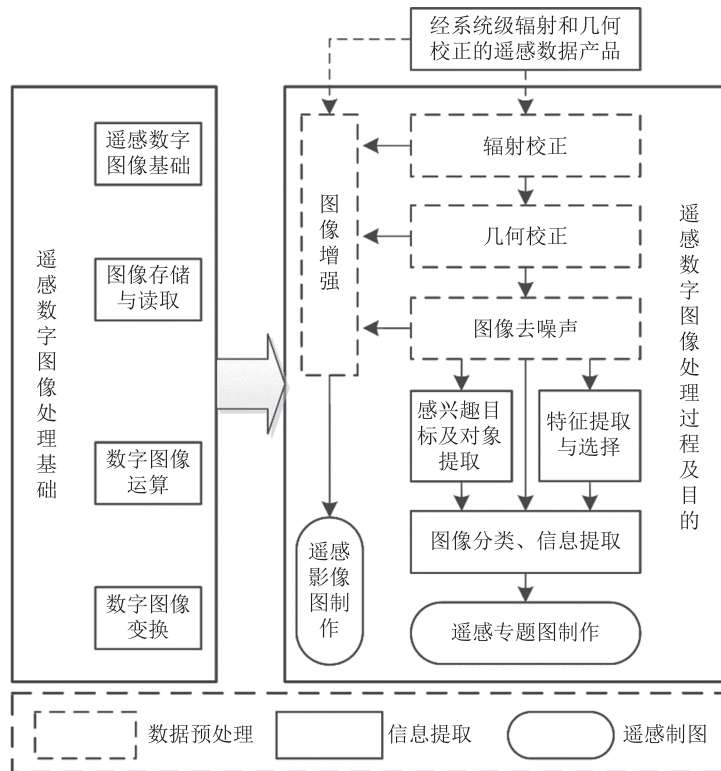 经系统级辐射和几何
校正的遥感数据产品
遥感数字图像处理基础
遥感数字
图像基础
图像存储
与读取
数字图像
运算
数字图像
变换
图像增强
辐射校正
几何校正
图像去噪声
感兴趣目
标及对象
提取
特征提取
与选择
图像分类、信息提取
遥感
影像
图制
作
遥感专题图制作
遥感数字图像处理过程及目的
数据预处理
信息提取
遥感制图